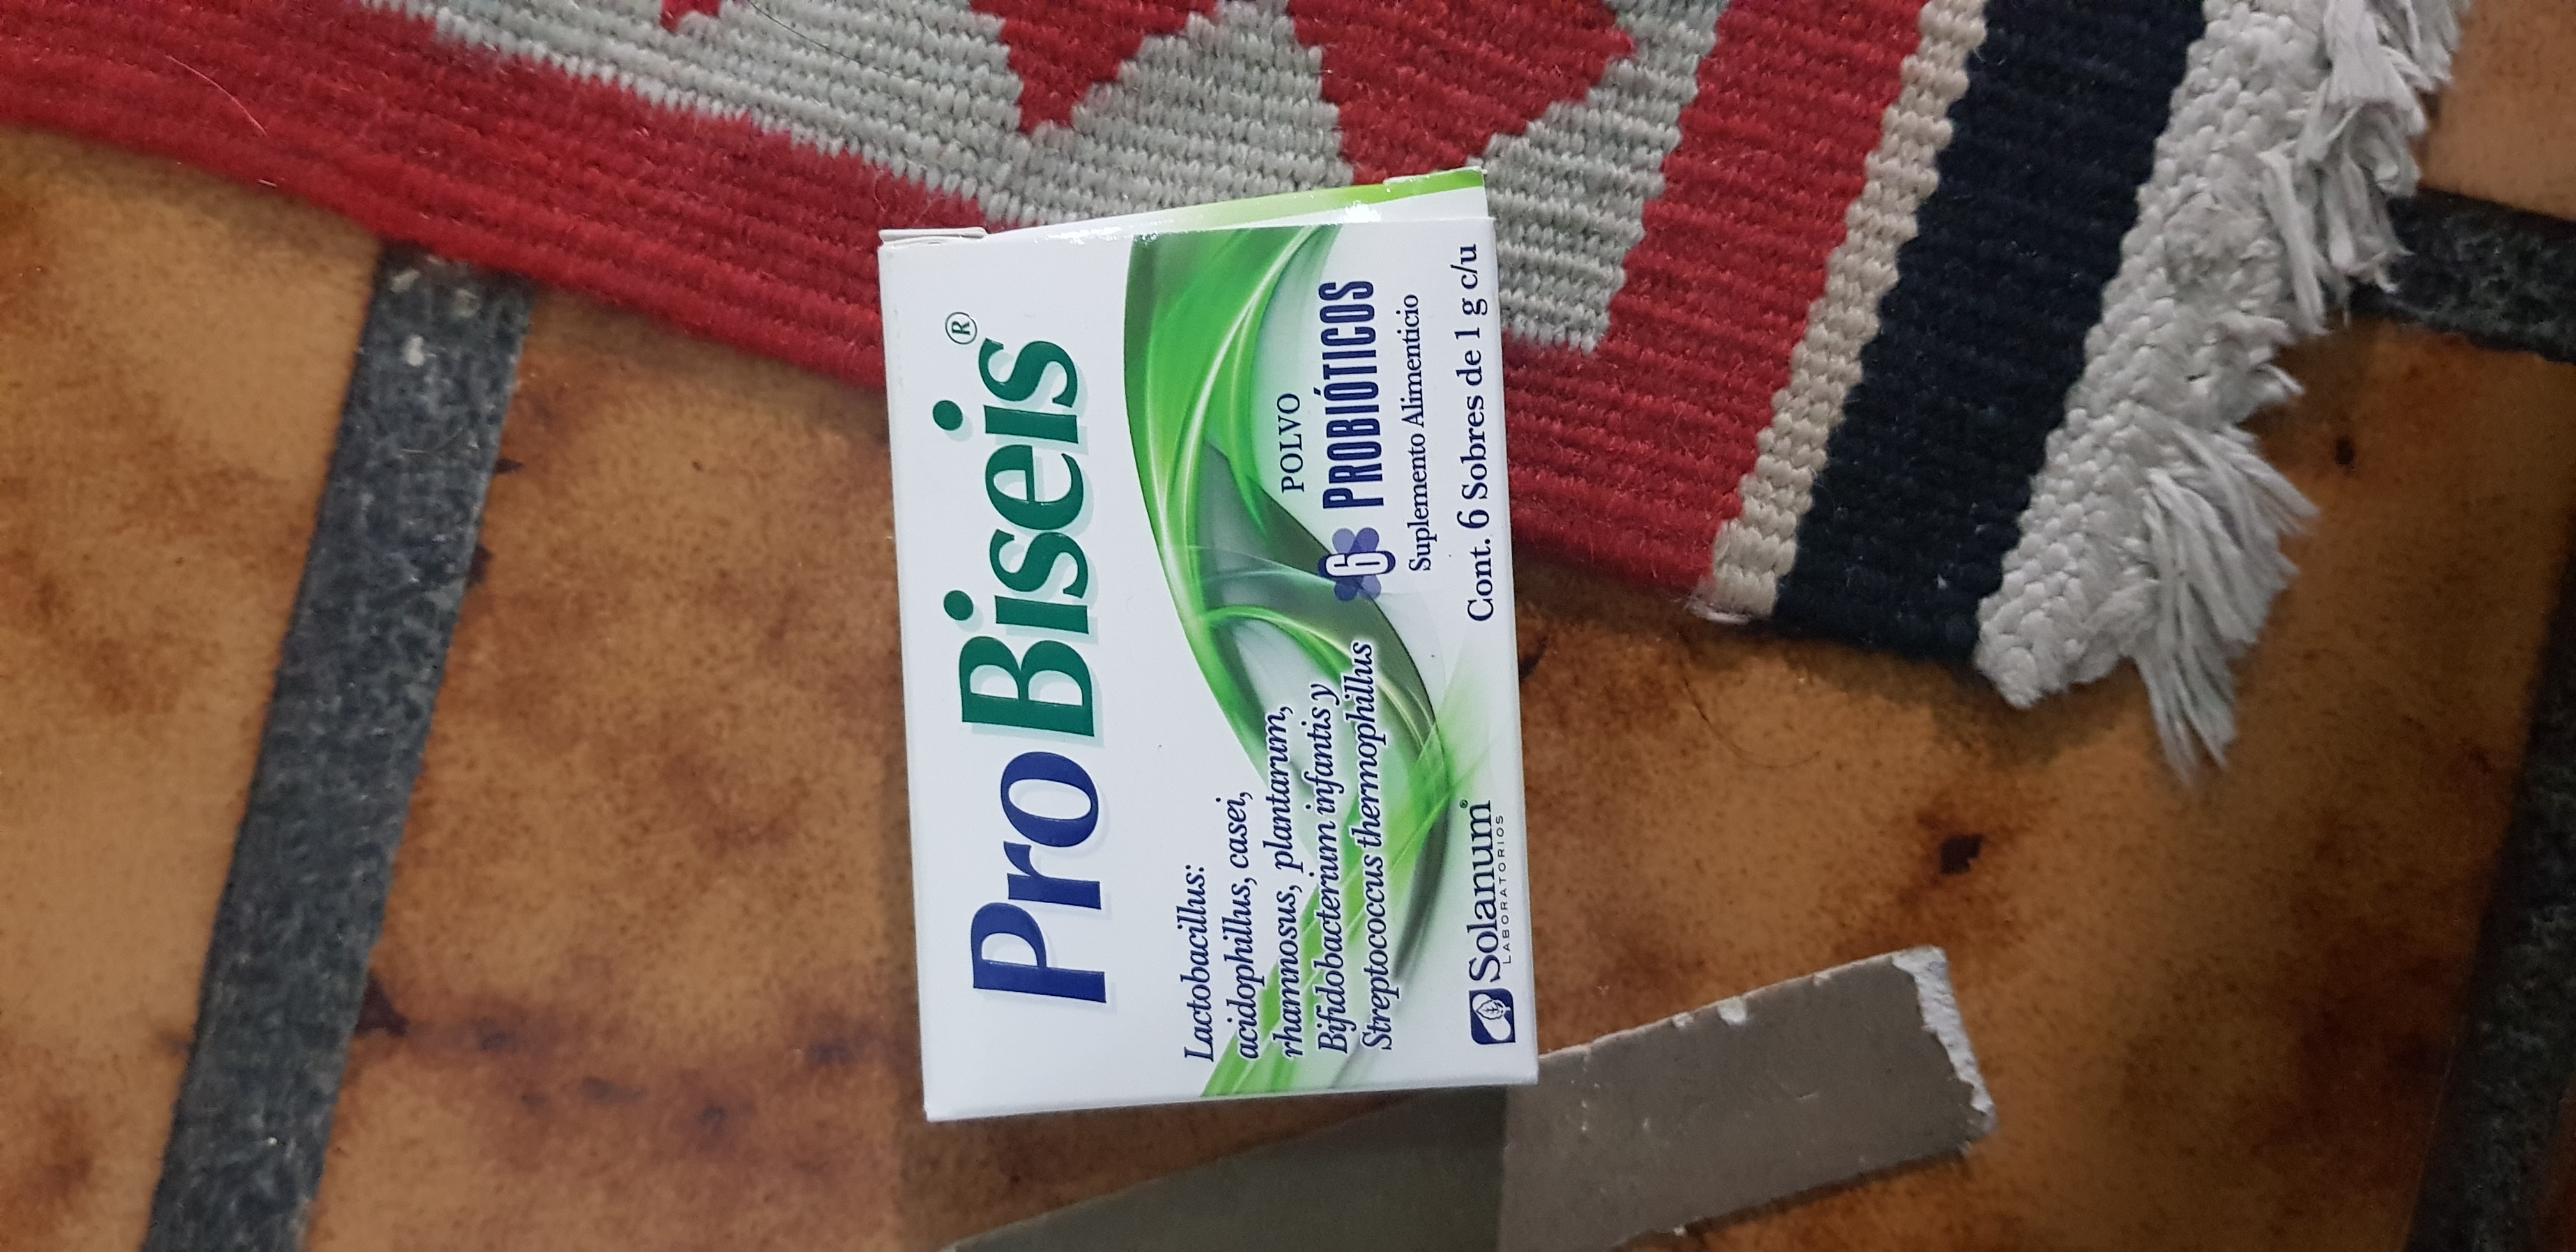 ProBiseis®
Lactobacillus:
acidophillus, casei,
rhamnosus, plantarum,
Bifidobacterium infantis y
Streptococcus thermophillus
POLVO
6 PROBIÓTICOS
Suplemento Alimenticio
Solanum®
LABORATORIOS
Cont. 6 Sobres de 1 g c/u